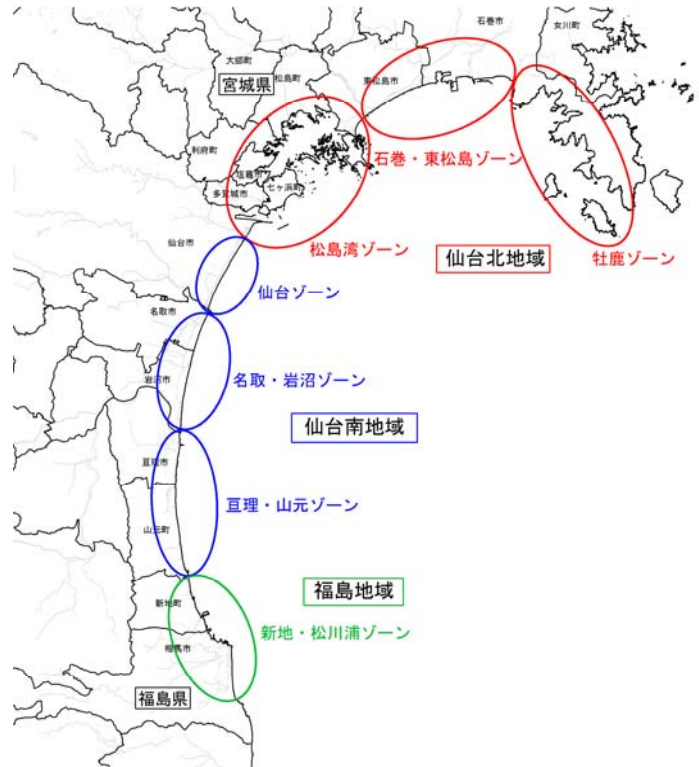 石巻市
女川町
大郷町
松島町
東松島市
宮城県
利府町
石巻・東松島ゾーン
塩竈市
多賀城市
七ヶ浜町
仙台市
松島湾ゾーン
仙台北地域
牡鹿ゾーン
仙台ゾーン
名取市
岩沼市
名取・岩沼ゾーン
仙台南地域
亘理市
亘理・山元ゾーン
山元町
福島地域
新地町
新地・松川浦ゾーン
相馬市
福島県